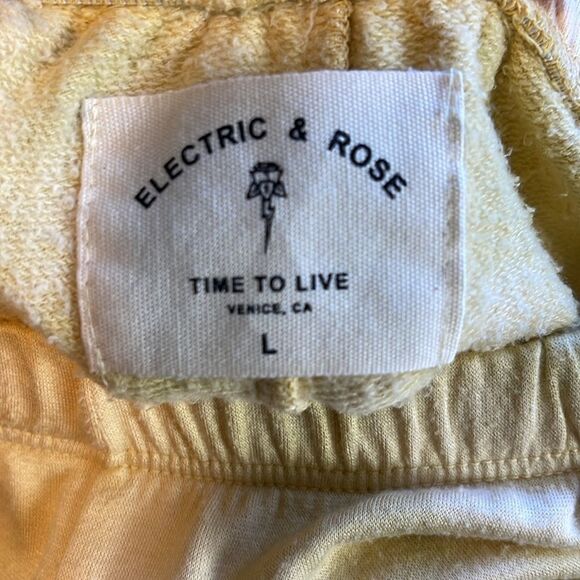 ELECTRIC & ROSE
TIME TO LIVE
VENICE, CA
L